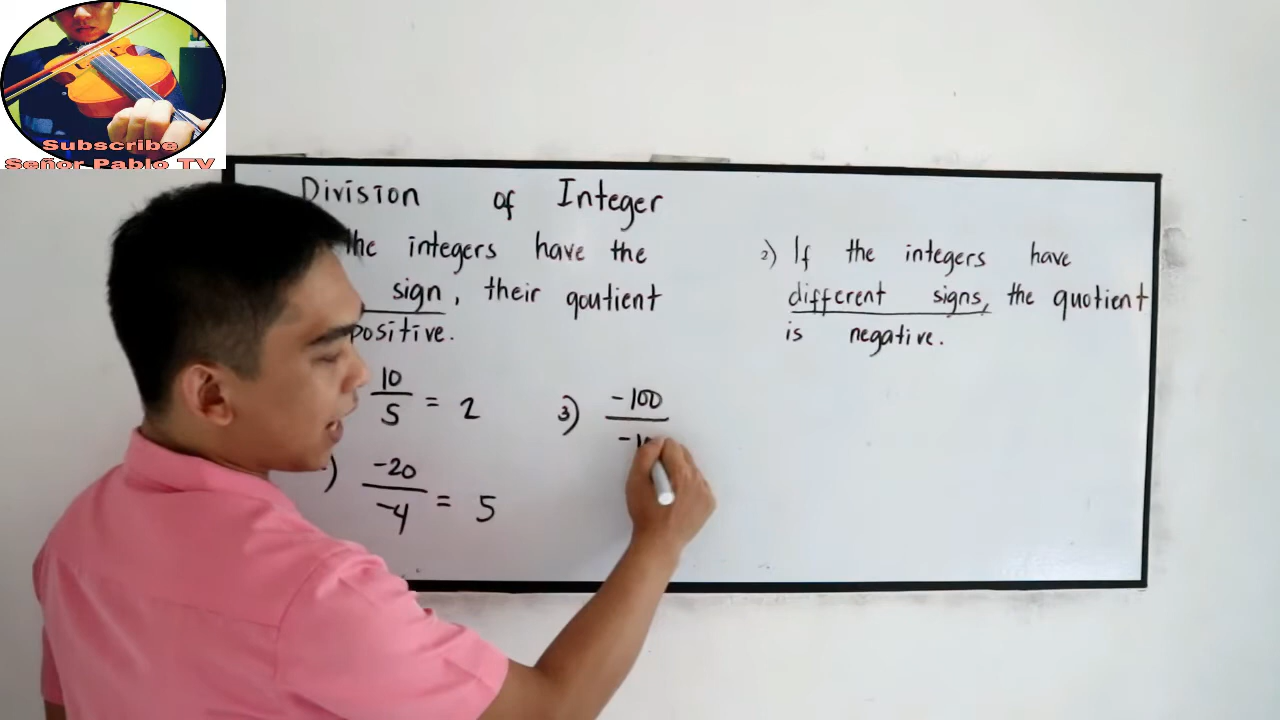 Subscribe
Señor Pablo TV
Division of Integer
the integers have the
sign, their qoutient
positive.
10
5
= 2
-20
-4
= 5
3) -100
2) If the integers have
different signs, the quotient
is negative.